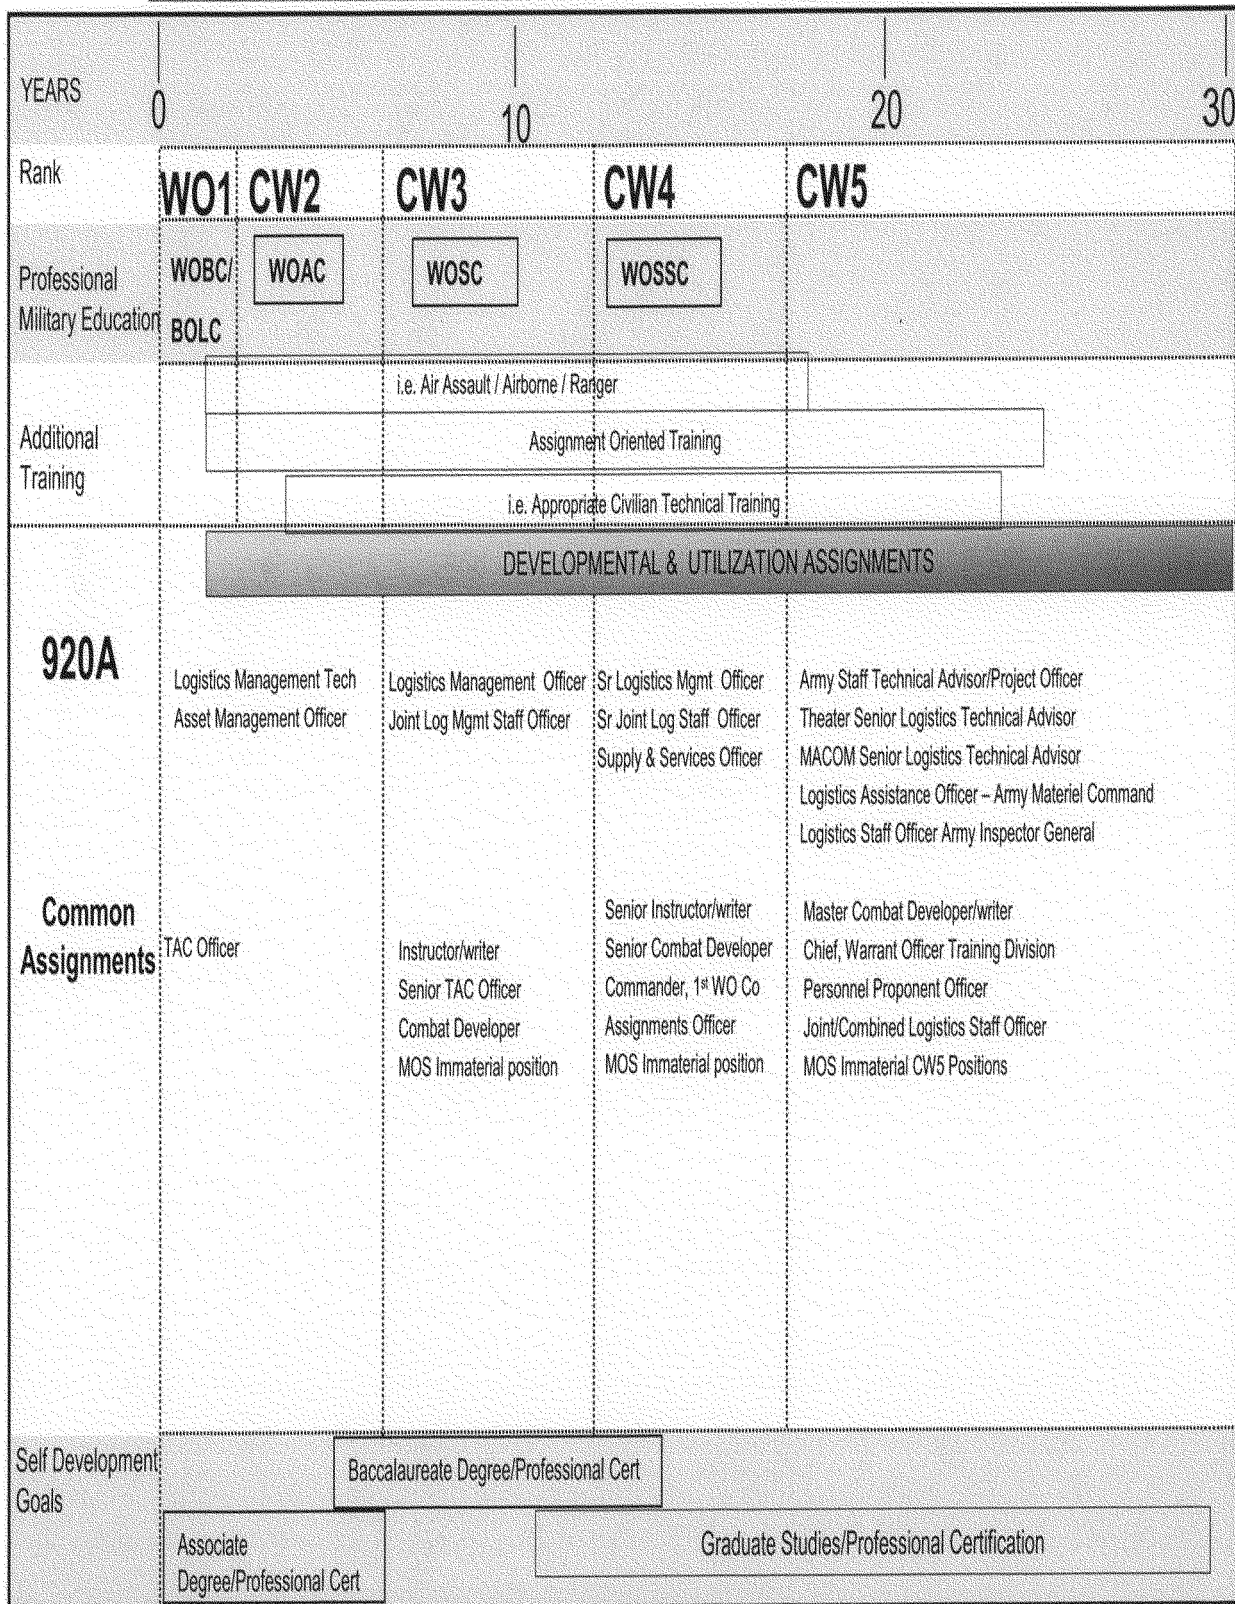 YEARS
0
10
20
30
Rank
WO1
CW2
CW3
CW4
CW5
Professional
Military Education
WOBC/
BOLC
WOAC
WOSC
WOSSC
Additional
Training
i.e. Air Assault / Airborne / Ranger
Assignment Oriented Training
i.e. Appropriate Civilian Technical Training
DEVELOPMENTAL & UTILIZATION ASSIGNMENTS
920A
Logistics Management Tech
Asset Management Officer
Logistics Management Officer
Joint Log Mgmt Staff Officer
Sr Logistics Mgmt Officer
Sr Joint Log Staff Officer
Supply & Services Officer
Army Staff Technical Advisor/Project Officer
Theater Senior Logistics Technical Advisor
MACOM Senior Logistics Technical Advisor
Logistics Assistance Officer – Army Materiel Command
Logistics Staff Officer Army Inspector General
Common
Assignments
TAC Officer
Instructor/writer
Senior TAC Officer
Combat Developer
MOS Immaterial position
Senior Instructor/writer
Senior Combat Developer
Commander, 1st WO Co
Assignments Officer
MOS Immaterial position
Master Combat Developer/writer
Chief, Warrant Officer Training Division
Personnel Proponent Officer
Joint/Combined Logistics Staff Officer
MOS Immaterial CW5 Positions
Self Development
Goals
Baccalaureate Degree/Professional Cert
Associate
Degree/Professional Cert
Graduate Studies/Professional Certification